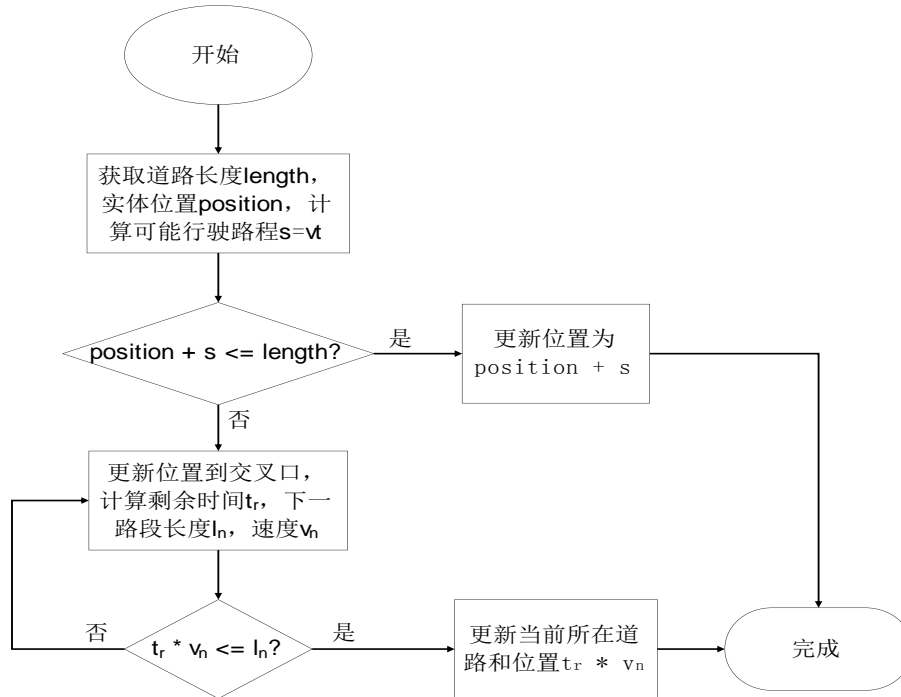 开始
获取道路长度length，
实体位置position，计
算可能行驶路程s=vt
position + s <= length?
是
更新位置为
position + s
否
更新位置到交叉口，
计算剩余时间tᵣ，下一
路段长度lₙ，速度vₙ
否
tᵣ * vₙ <= lₙ?
是
更新当前所在道
路和位置tᵣ * vₙ
完成